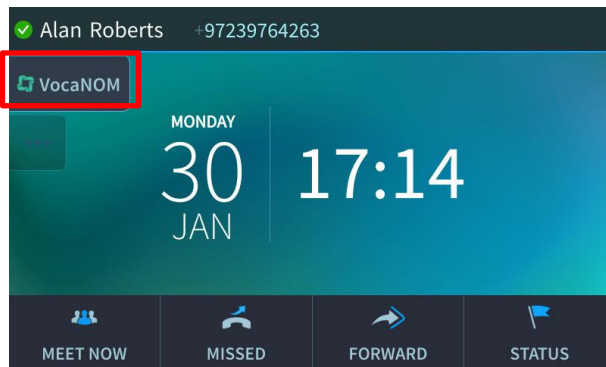 Alan Roberts +97239764263
VocaNOM
MONDAY
30
JAN
17:14
MEET NOW MISSED FORWARD STATUS